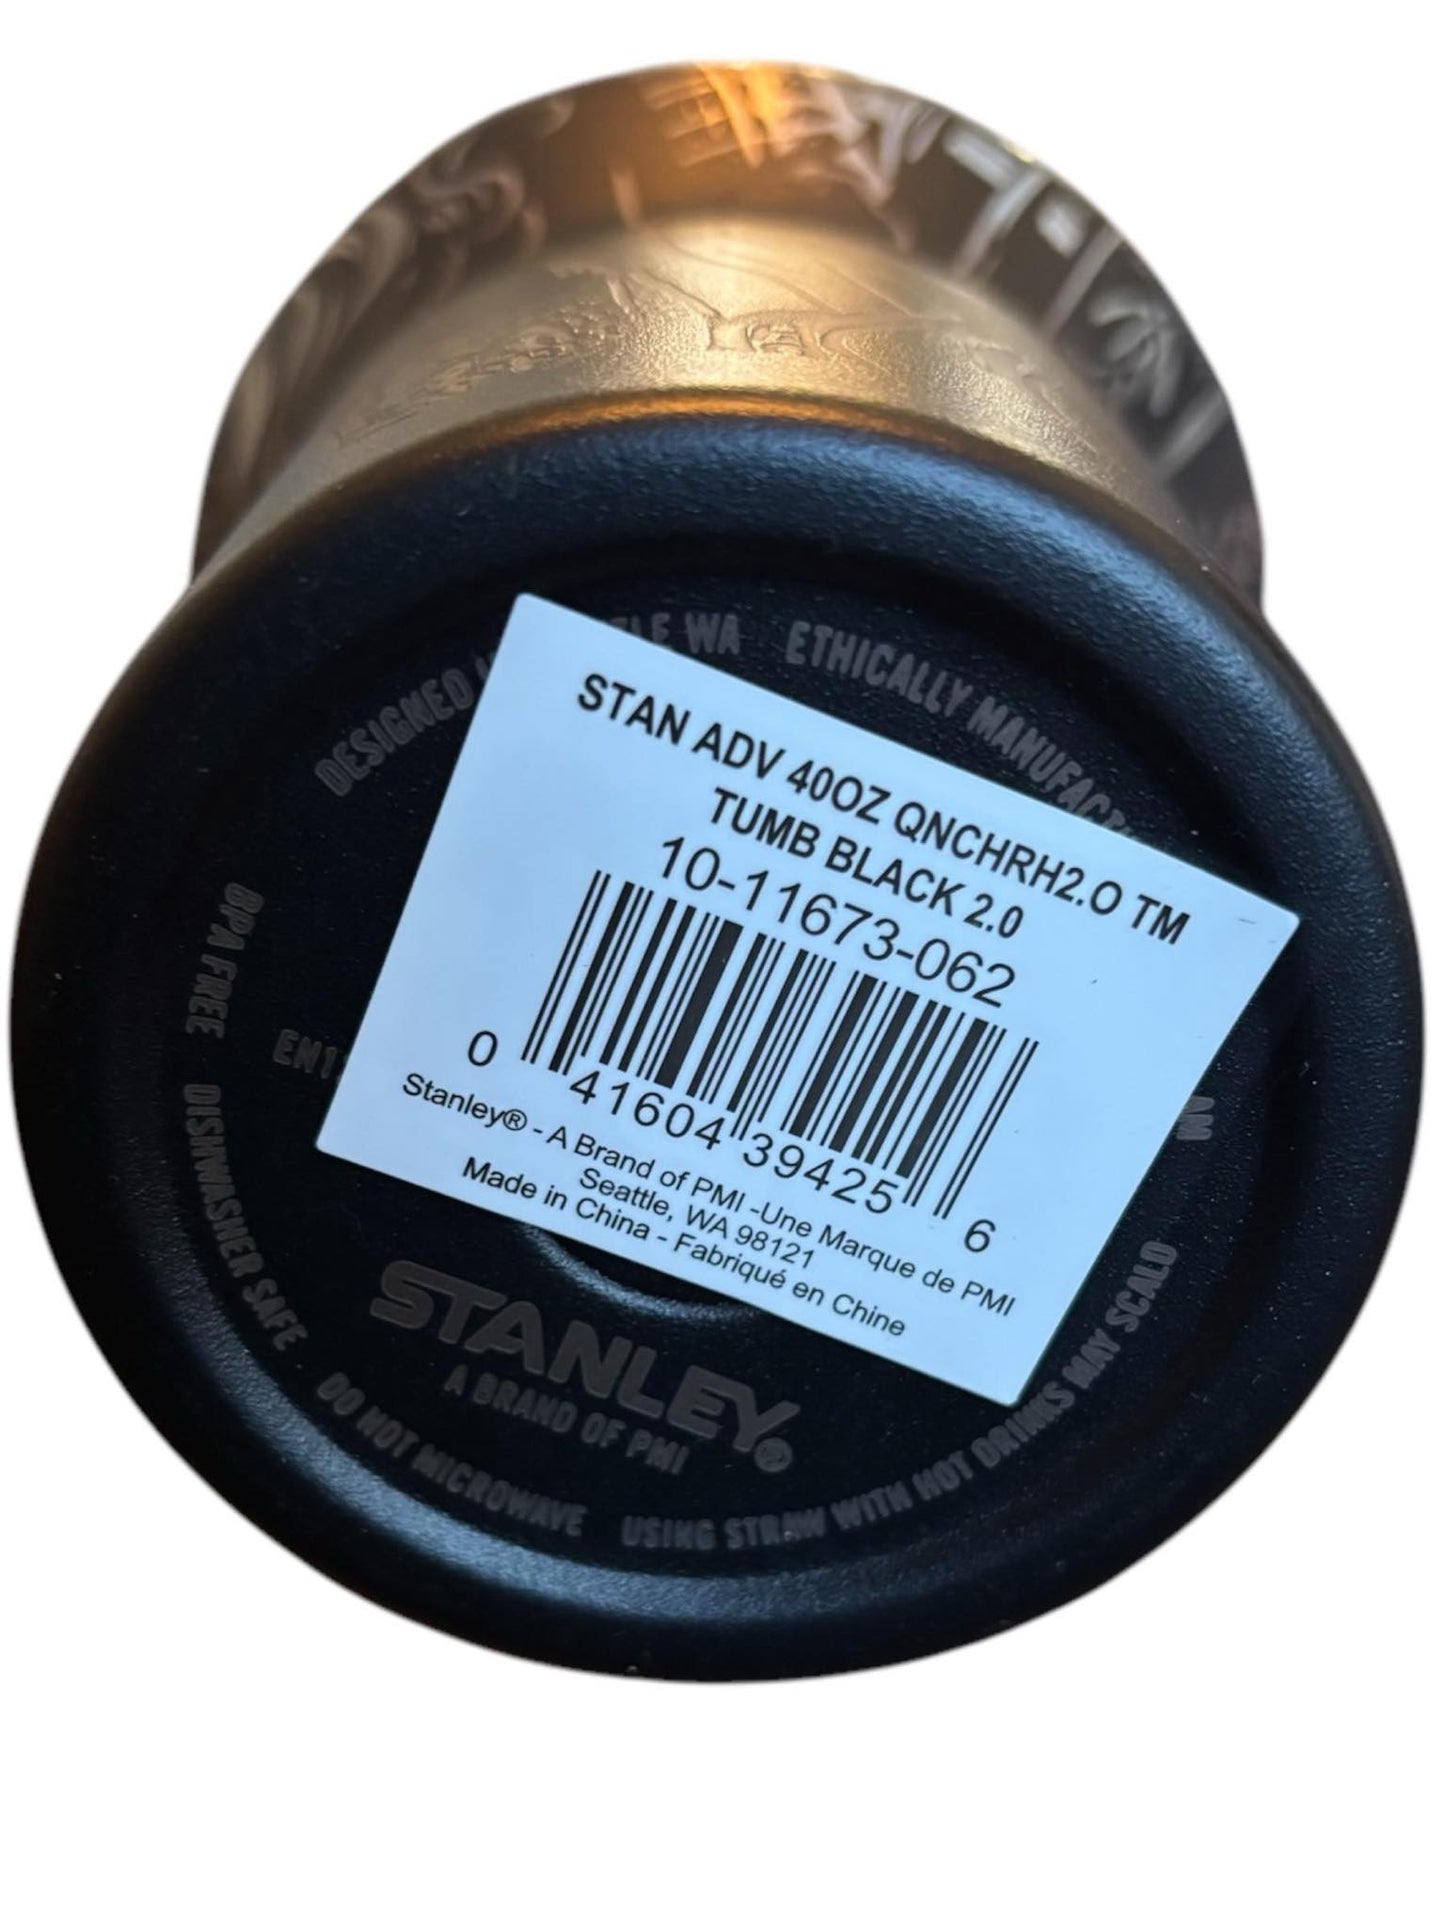 DESIGNED WA ETHICALLY
STAN ADV 40OZ QNCHRH2.O TM
TUMB BLACK 2.0
10-11673-062
0 41604 39425 6
Stanley® - A Brand of PMI -Une Marque de PMI
Seattle, WA 98121
Made in China - Fabriqué en Chine
BPA FREE
DISHWASHER SAFE
STANLEY®
A BRAND OF PMI
DO NOT MICROWAVE
USING STRAW WITH HOT DRINKS MAY SCALD